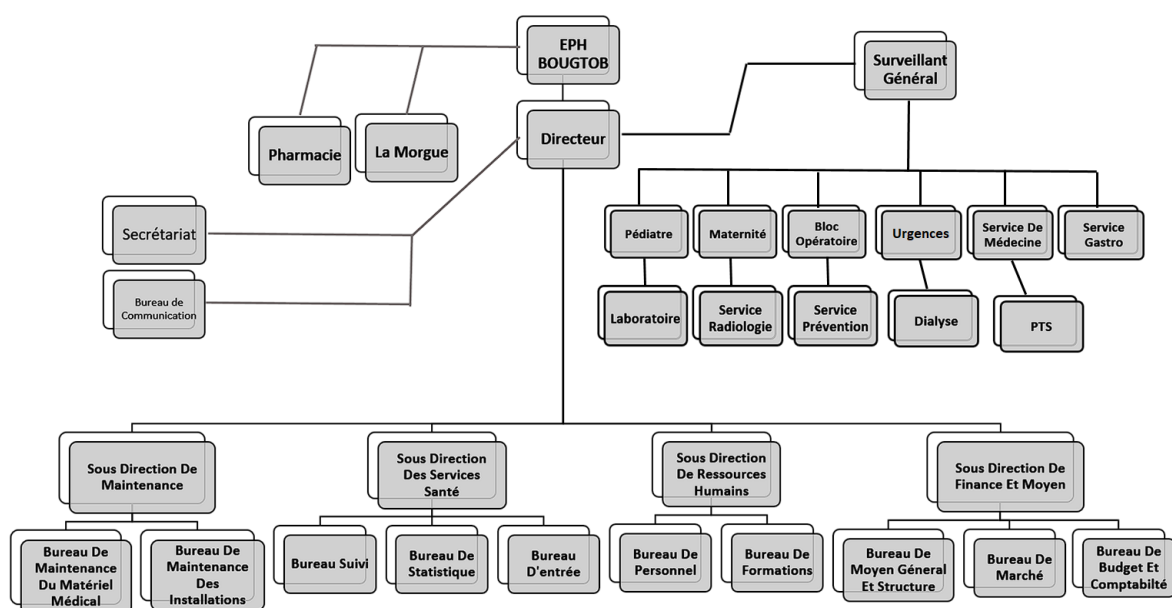 EPH
BOUGTOB
Surveillant
Général
Directeur
Pharmacie
La Morgue
Secrétariat
Bureau de
Communication
Pédiatre
Maternité
Bloc
Opératoire
Urgences
Service De
Médecine
Service
Gastro
Laboratoire
Service
Radiologie
Service
Prévention
Dialyse
PTS
Sous Direction De
Maintenance
Sous Direction
Des Services
Santé
Sous Direction
De Ressources
Humains
Sous Direction De
Finance Et Moyen
Bureau De
Maintenance
Du Matériel
Médical
Bureau De
Maintenance
Des
Installations
Bureau Suivi
Bureau De
Statistique
Bureau
D'entrée
Bureau De
Personnel
Bureau De
Formations
Bureau De
Moyen Géneral
Et Structure
Bureau De
Marché
Bureau De
Budget Et
Comptabilté